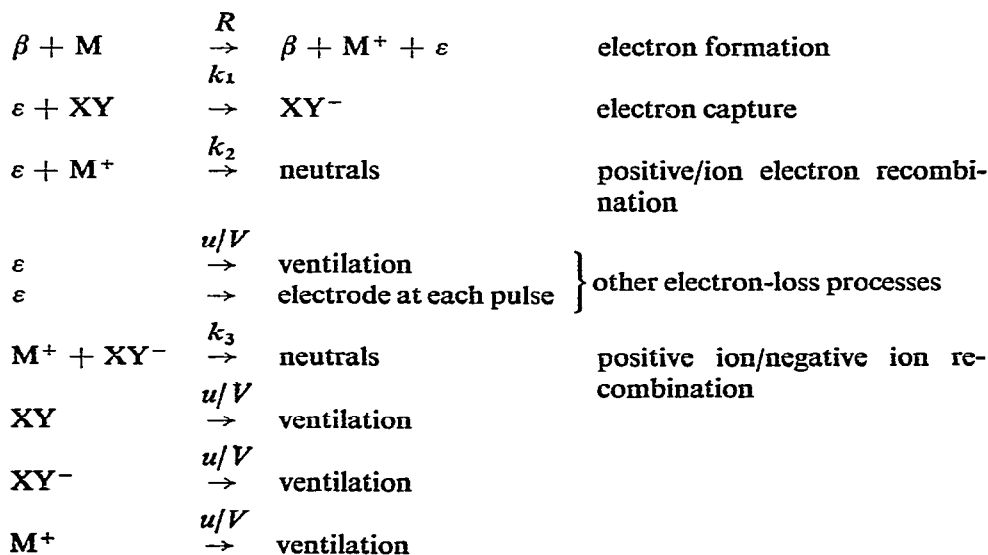 R
β + M → β + M⁺ + ε electron formation
k₁
ε + XY → XY⁻ electron capture
k₂
ε + M⁺ → neutrals positive/ion electron recombi-
nation
u/V
ε → ventilation
ε → electrode at each pulse } other electron-loss processes
k₃
M⁺ + XY⁻ → neutrals positive ion/negative ion re-
combination
u/V
XY → ventilation
u/V
XY⁻ → ventilation
u/V
M⁺ → ventilation